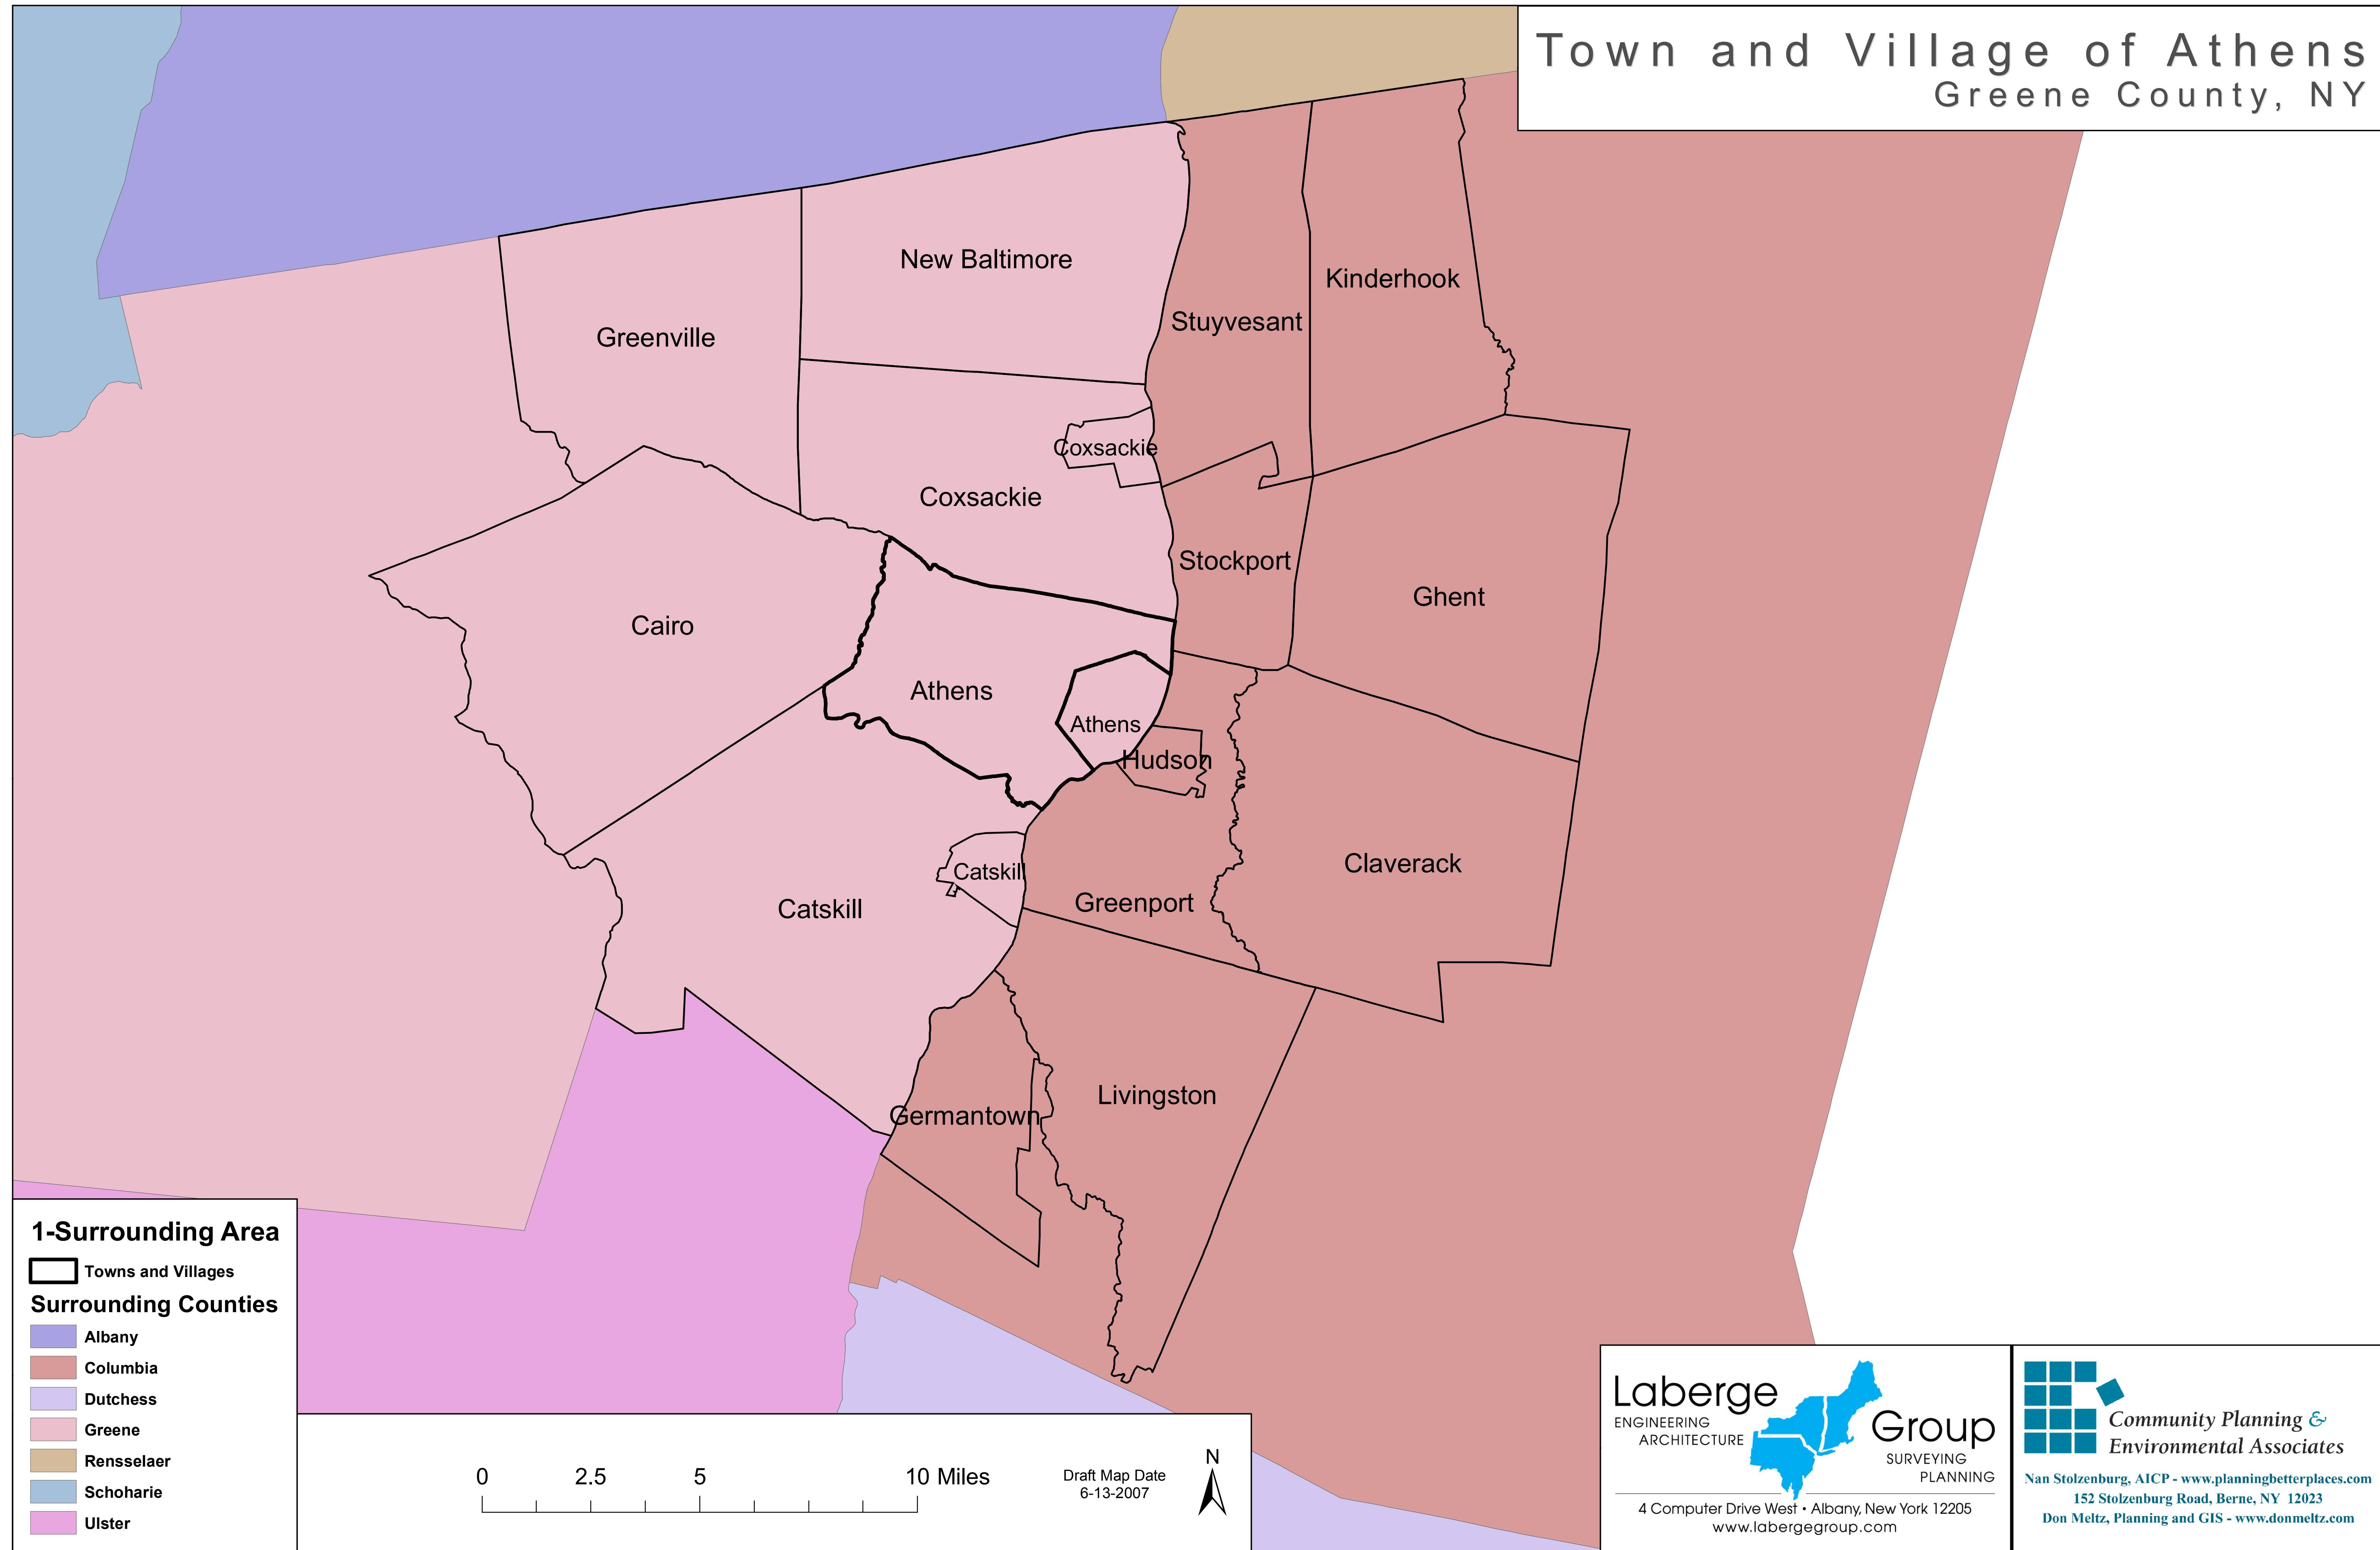 Town and Village of Athens
Greene County, NY
New Baltimore
Kinderhook
Stuyvesant
Greenville
Coxsackie
Coxsackie
Stockport
Ghent
Cairo
Athens
Athens
Hudson
Claverack
Catskill
Greenport
Catskill
Livingston
Germantown
1-Surrounding Area
Towns and Villages
Surrounding Counties
Albany
Columbia
Dutchess
Greene
Rensselaer
Schoharie
Ulster
0 2.5 5 10 Miles
Draft Map Date
6-13-2007
N
Laberge
ENGINEERING
ARCHITECTURE
Group
SURVEYING
PLANNING
4 Computer Drive West • Albany, New York 12205
www.labergegroup.com
Community Planning &
Environmental Associates
Nan Stolzenburg, AICP - www.planningbetterplaces.com
152 Stolzenburg Road, Berne, NY 12023
Don Meltz, Planning and GIS - www.donmeltz.com